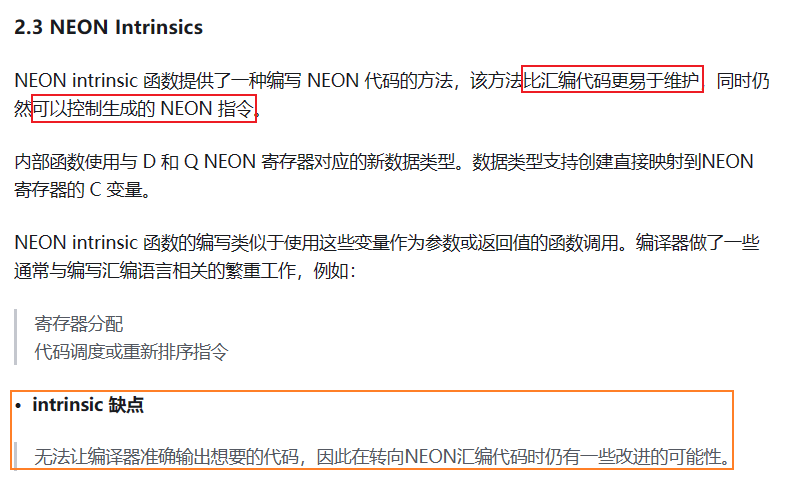 2.3 NEON Intrinsics
NEON intrinsic 函数提供了一种编写 NEON 代码的方法，该方法比汇编代码更易于维护，同时仍
然可以控制生成的 NEON 指令。
内部函数使用与 D 和 Q NEON 寄存器对应的新数据类型。数据类型支持创建直接映射到NEON
寄存器的 C 变量。
NEON intrinsic 函数的编写类似于使用这些变量作为参数或返回值的函数调用。编译器做了一些
通常与编写汇编语言相关的繁重工作，例如：
寄存器分配
代码调度或重新排序指令
• intrinsic 缺点
无法让编译器准确输出想要的代码，因此在转向NEON汇编代码时仍有一些改进的可能性。